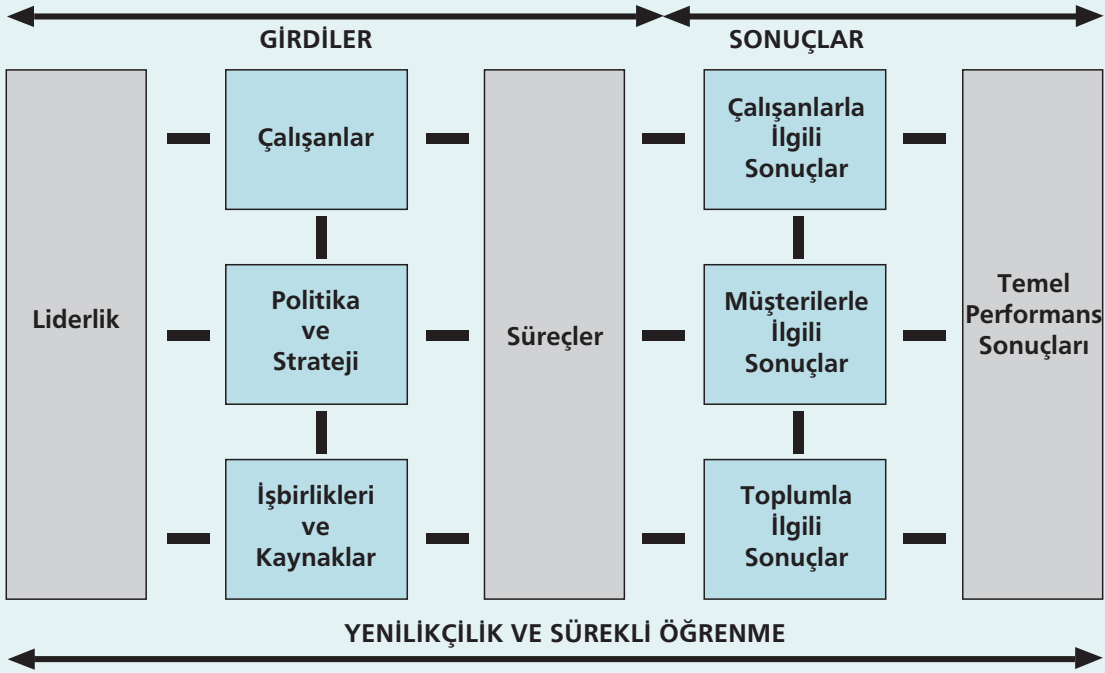 GİRDİLER
SONUÇLAR
Liderlik
Çalışanlar
Politika
ve
Strateji
İşbirlikleri
ve
Kaynaklar
Süreçler
Çalışanlarla
İlgili
Sonuçlar
Müşterilerle
İlgili
Sonuçlar
Toplumla
İlgili
Sonuçlar
Temel
Performans
Sonuçları
YENİLİKÇİLİK VE SÜREKLİ ÖĞRENME